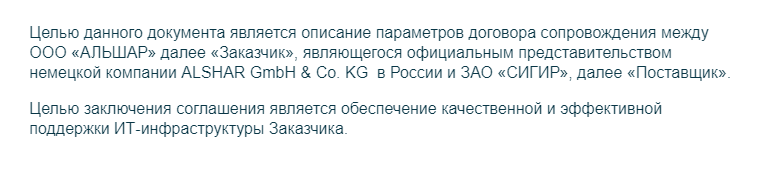 Целью данного документа является описание параметров договора сопровождения между
ООО «АЛЬШАР» далее «Заказчик», являющегося официальным представительством
немецкой компании ALSHAR GmbH & Co. KG  в России и ЗАО «СИГИР», далее «Поставщик».
Целью заключения соглашения является обеспечение качественной и эффективной
поддержки ИТ-инфраструктуры Заказчика.